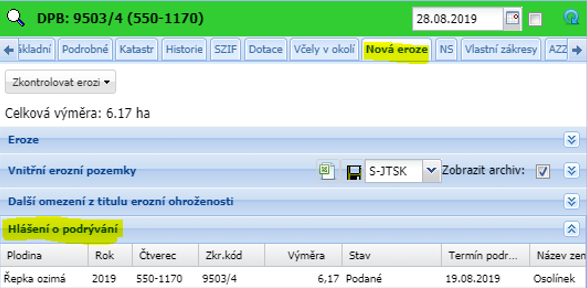 DPB: 9503/4 (550-1170) 28.08.2019
ákladní Podrobné Katastr Historie SZIF Dotace Včely v okolí Nová eroze NS Vlastní zákresy AZZ
Zkontrolovat erozi
Celková výměra: 6.17 ha
Eroze
Vnitřní erozní pozemky S-JTSK Zobrazit archiv:
Další omezení z titulu erozní ohroženosti
Hlášení o podrývání
Plodina Rok Čtverec Zkr.kód Výměra Stav Termín podr... Název zem
Řepka ozimá 2019 550-1170 9503/4 6,17 Podané 19.08.2019 Osolínek